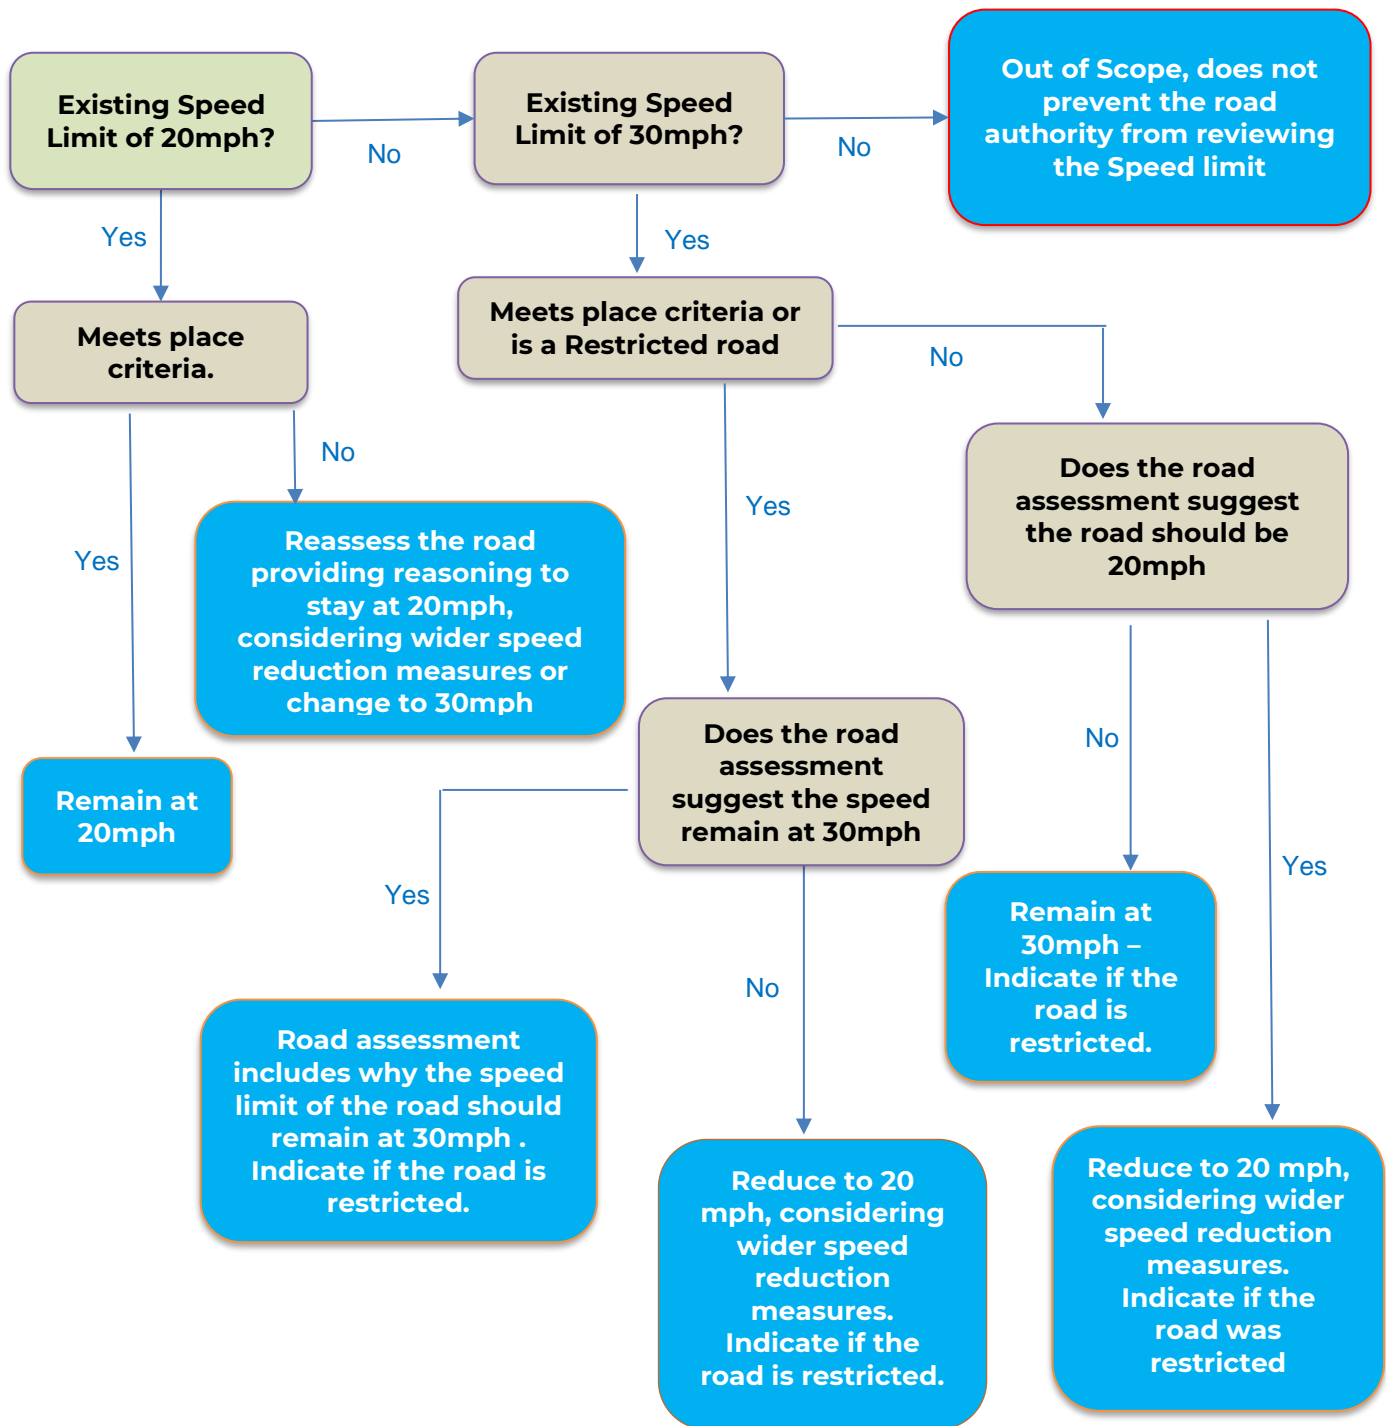 Existing Speed
Limit of 20mph?
No
Existing Speed
Limit of 30mph?
No
Out of Scope, does not
prevent the road
authority from reviewing
the Speed limit
Yes
Yes
Meets place
criteria.
Meets place criteria or
is a Restricted road
No
No
Yes
Yes
Reassess the road
providing reasoning to
stay at 20mph,
considering wider speed
reduction measures or
change to 30mph
Does the road
assessment suggest
the road should be
20mph
Remain at
20mph
Does the road
assessment
suggest the speed
remain at 30mph
No
Yes
Yes
No
Remain at
30mph –
Indicate if the
road is
restricted.
Road assessment
includes why the speed
limit of the road should
remain at 30mph .
Indicate if the road is
restricted.
Reduce to 20
mph, considering
wider speed
reduction
measures.
Indicate if the
road is restricted.
Reduce to 20 mph,
considering wider
speed reduction
measures.
Indicate if the
road was
restricted